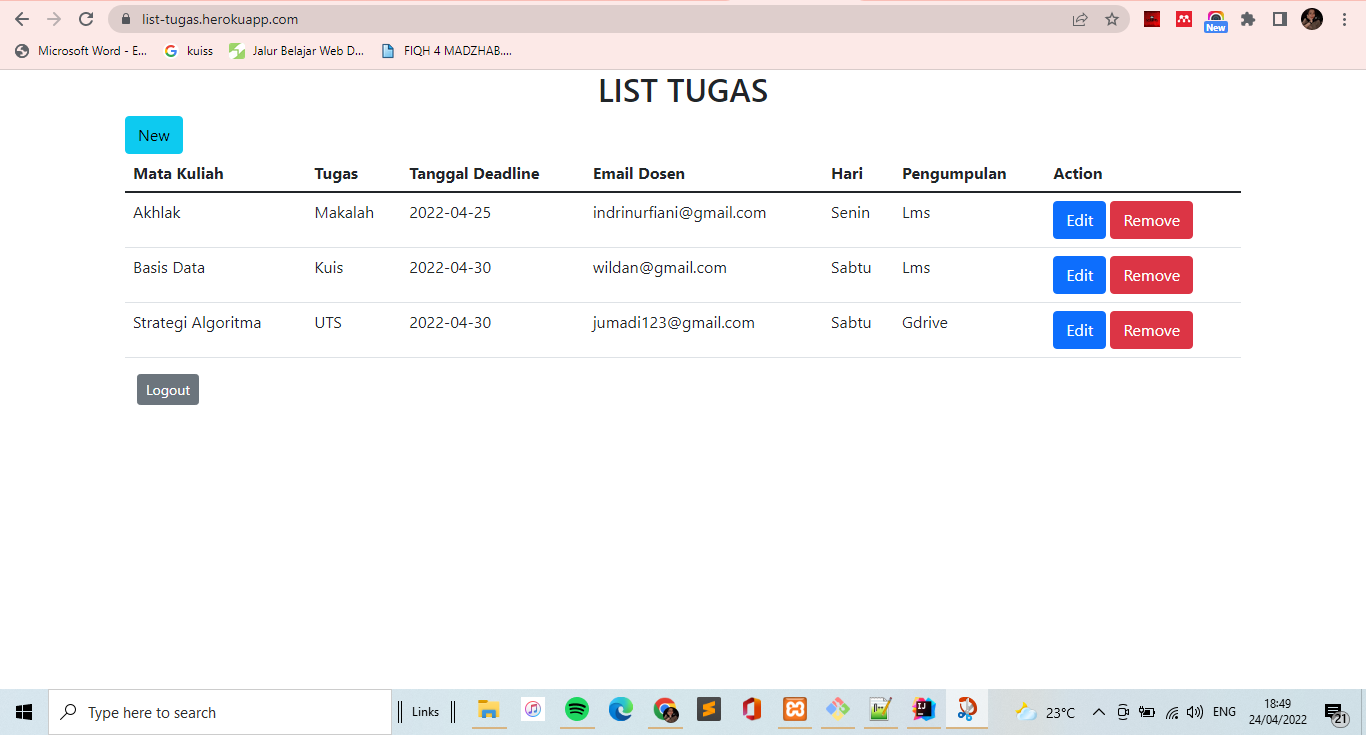 list-tugas.herokuapp.com
New
Microsoft Word - E... kuiss Jalur Belajar Web D... FIQH 4 MADZHAB....
LIST TUGAS
New
Mata Kuliah Tugas Tanggal Deadline Email Dosen Hari Pengumpulan Action
Akhlak Makalah 2022-04-25 indrinurfiani@gmail.com Senin Lms Edit Remove
Basis Data Kuis 2022-04-30 wildan@gmail.com Sabtu Lms Edit Remove
Strategi Algoritma UTS 2022-04-30 jumadi123@gmail.com Sabtu Gdrive Edit Remove
Logout
Type here to search Links 23°C ENG 18:49
24/04/2022 21